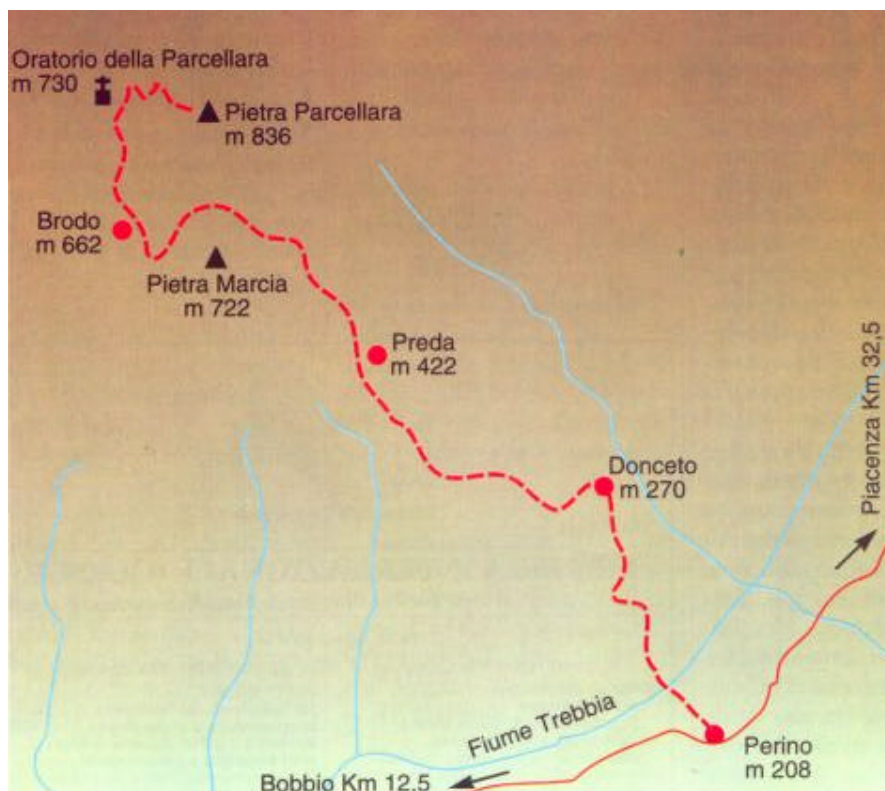 Oratorio della Parcellara
m 730
Pietra Parcellara
m 836
Brodo
m 662
Pietra Marcia
m 722
Preda
m 422
Piacenza Km 32,5
Donceto
m 270
Fiume Trebbia
Perino
m 208
Bobbio Km 12,5